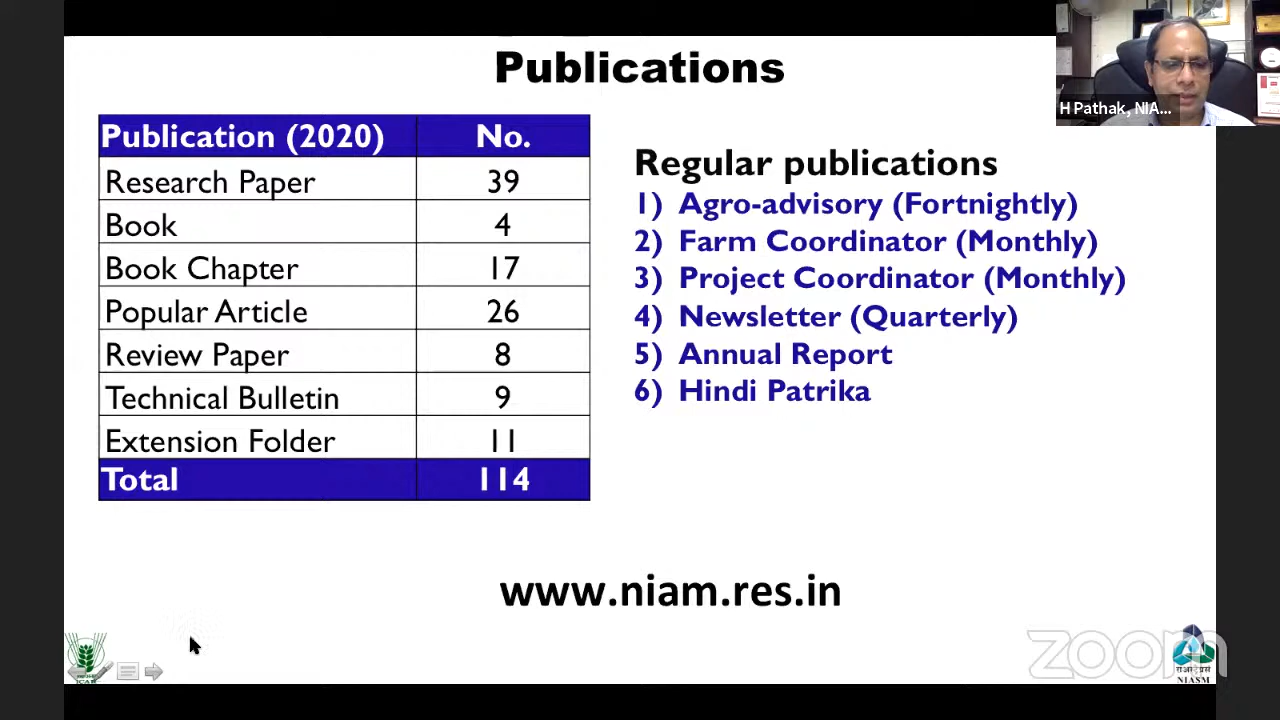 Publications
H Pathak, NIA...
Publication (2020) No.
Research Paper 39
Book 4
Book Chapter 17
Popular Article 26
Review Paper 8
Technical Bulletin 9
Extension Folder 11
Total 114
Regular publications
1) Agro-advisory (Fortnightly)
2) Farm Coordinator (Monthly)
3) Project Coordinator (Monthly)
4) Newsletter (Quarterly)
5) Annual Report
6) Hindi Patrika
www.niam.res.in
zoom
ICAR
NIASM